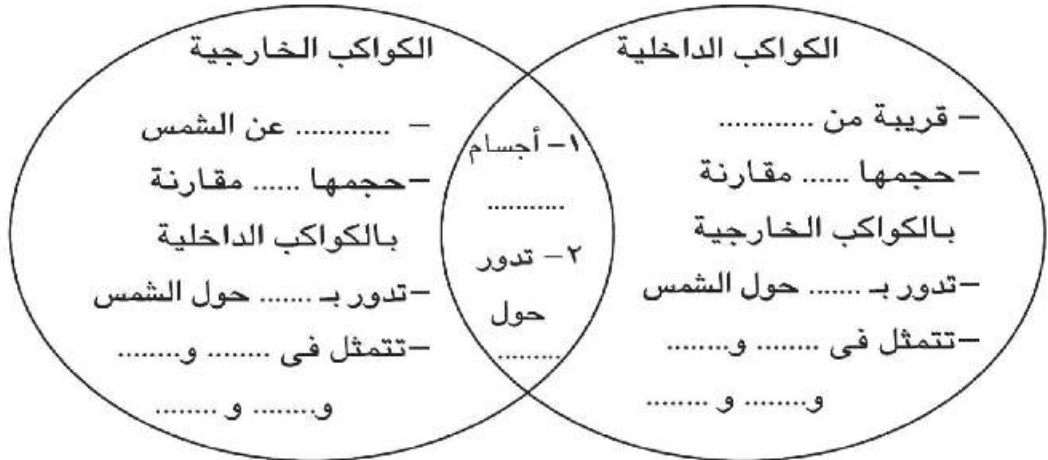 الكواكب الداخلية
– قريبة من ............
– حجمها ...... مقارنة
بالكواكب الخارجية
– تدور بـ ....... حول الشمس
– تتمثل فى ........ و........
و........ و ........
١– أجسام
...........
٢– تدور
حول
.........
الكواكب الخارجية
– ............ عن الشمس
– حجمها ...... مقارنة
بالكواكب الداخلية
– تدور بـ ....... حول الشمس
– تتمثل فى ........ و........
و........ و ........